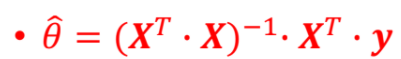 • θ̂ = (Xᵀ · X)⁻¹· Xᵀ · y